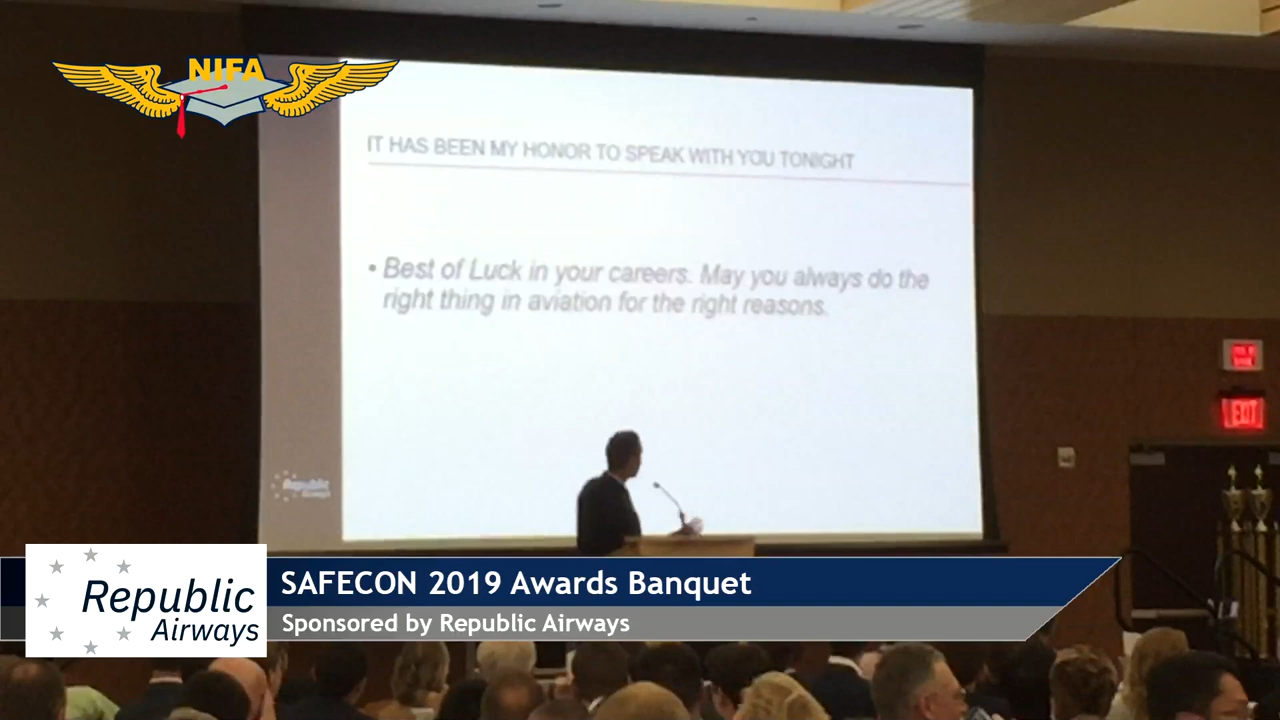 NIFA
IT HAS BEEN MY HONOR TO SPEAK WITH YOU TONIGHT
• Best of Luck in your careers. May you always do the
right thing in aviation for the right reasons.
EXIT
Republic
Airways
Republic
Airways
SAFECON 2019 Awards Banquet
Sponsored by Republic Airways